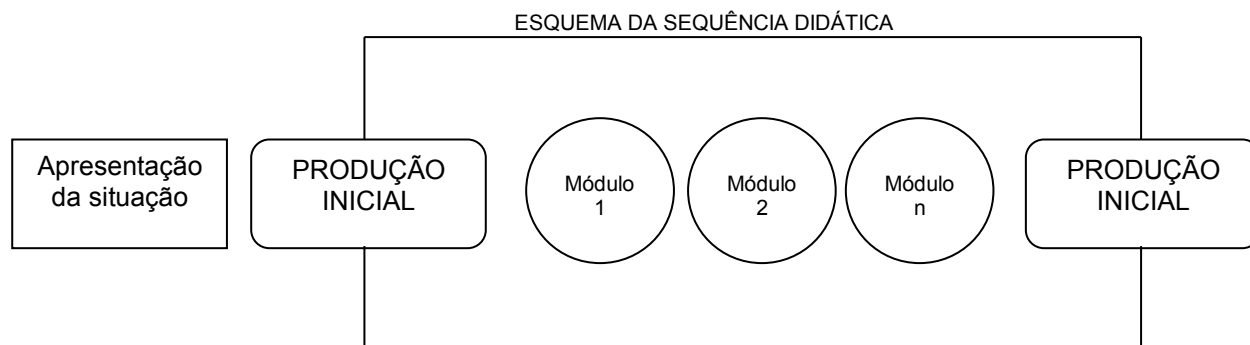 ESQUEMA DA SEQUÊNCIA DIDÁTICA
Apresentação
da situação
PRODUÇÃO
INICIAL
Módulo
1
Módulo
2
Módulo
n
PRODUÇÃO
INICIAL